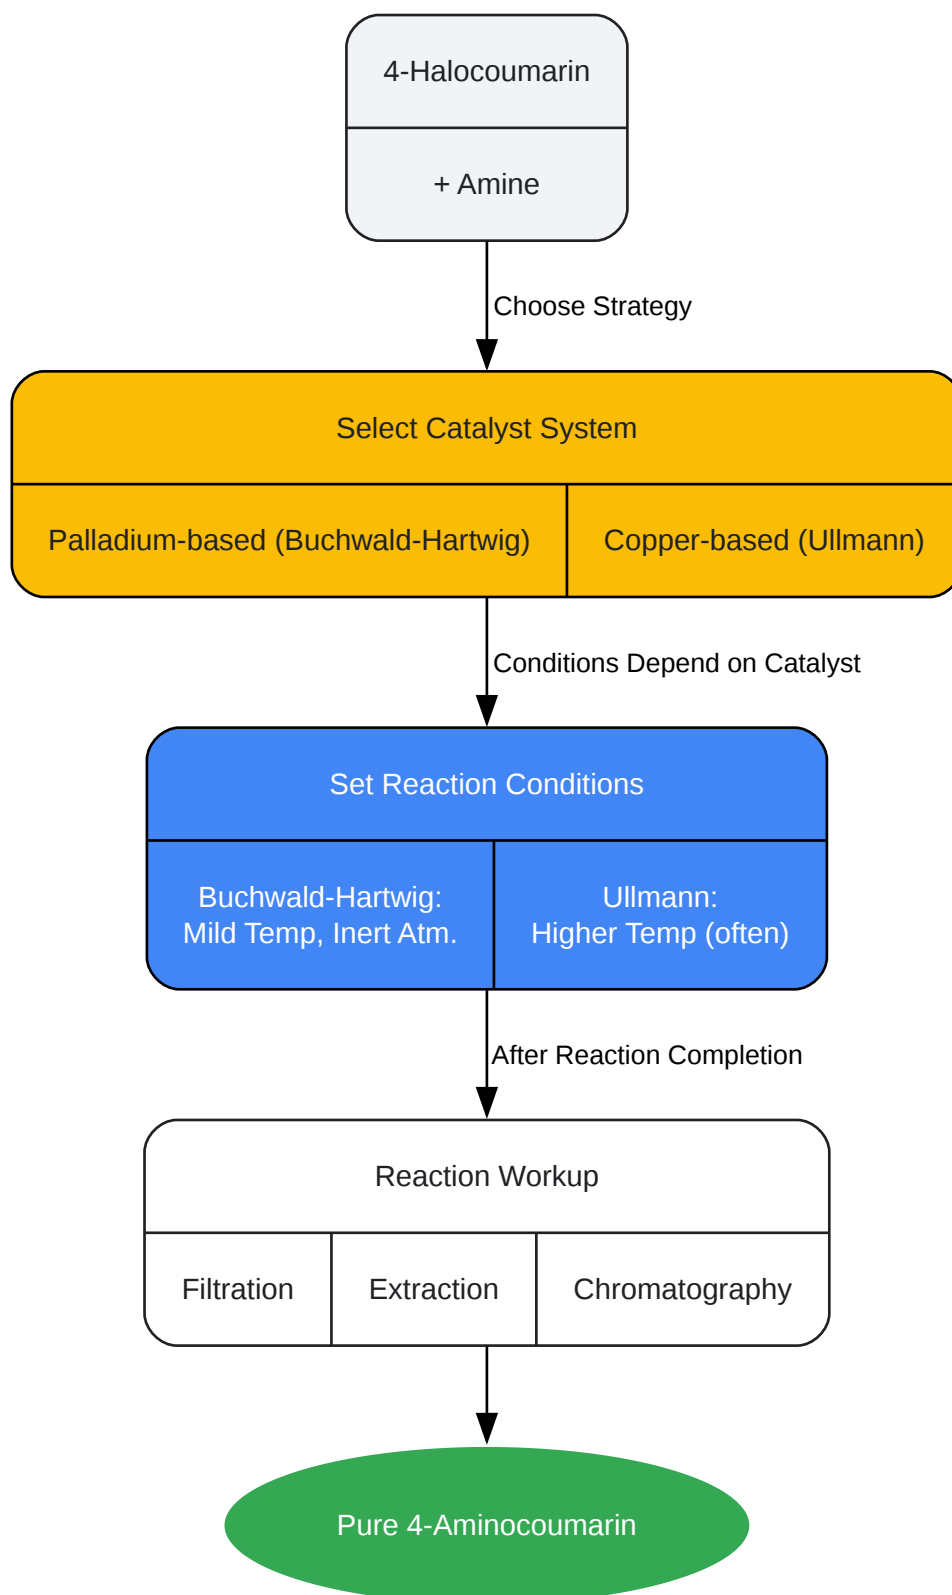 4-Halocoumarin
+ Amine
Choose Strategy
Select Catalyst System
Palladium-based (Buchwald-Hartwig)
Copper-based (Ullmann)
Conditions Depend on Catalyst
Set Reaction Conditions
Buchwald-Hartwig:
Mild Temp, Inert Atm.
Ullmann:
Higher Temp (often)
After Reaction Completion
Reaction Workup
Filtration
Extraction
Chromatography
Pure 4-Aminocoumarin